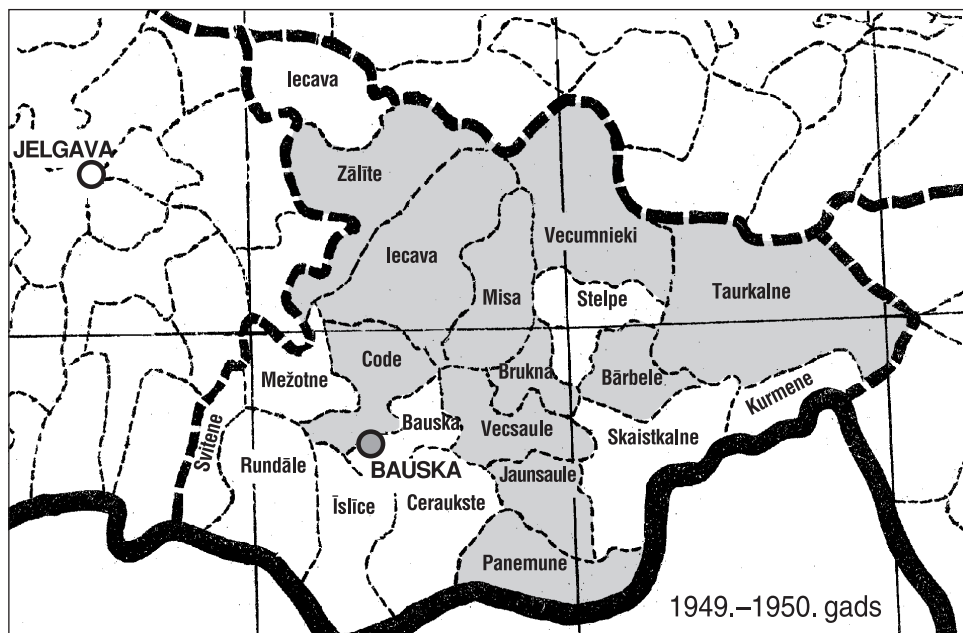 Iecava
JELGAVA
Zālīte
Vecumnieki
Iecava
Misa
Stelpe
Taurkalne
Code
Mežotne
Brukna
Bārbele
Kurmene
Bauska
Vecsaule
Skaistkalne
Svitene
Rundāle
BAUSKA
Jaunsaule
Īslīce
Ceraukste
Panemune
1949.–1950. gads